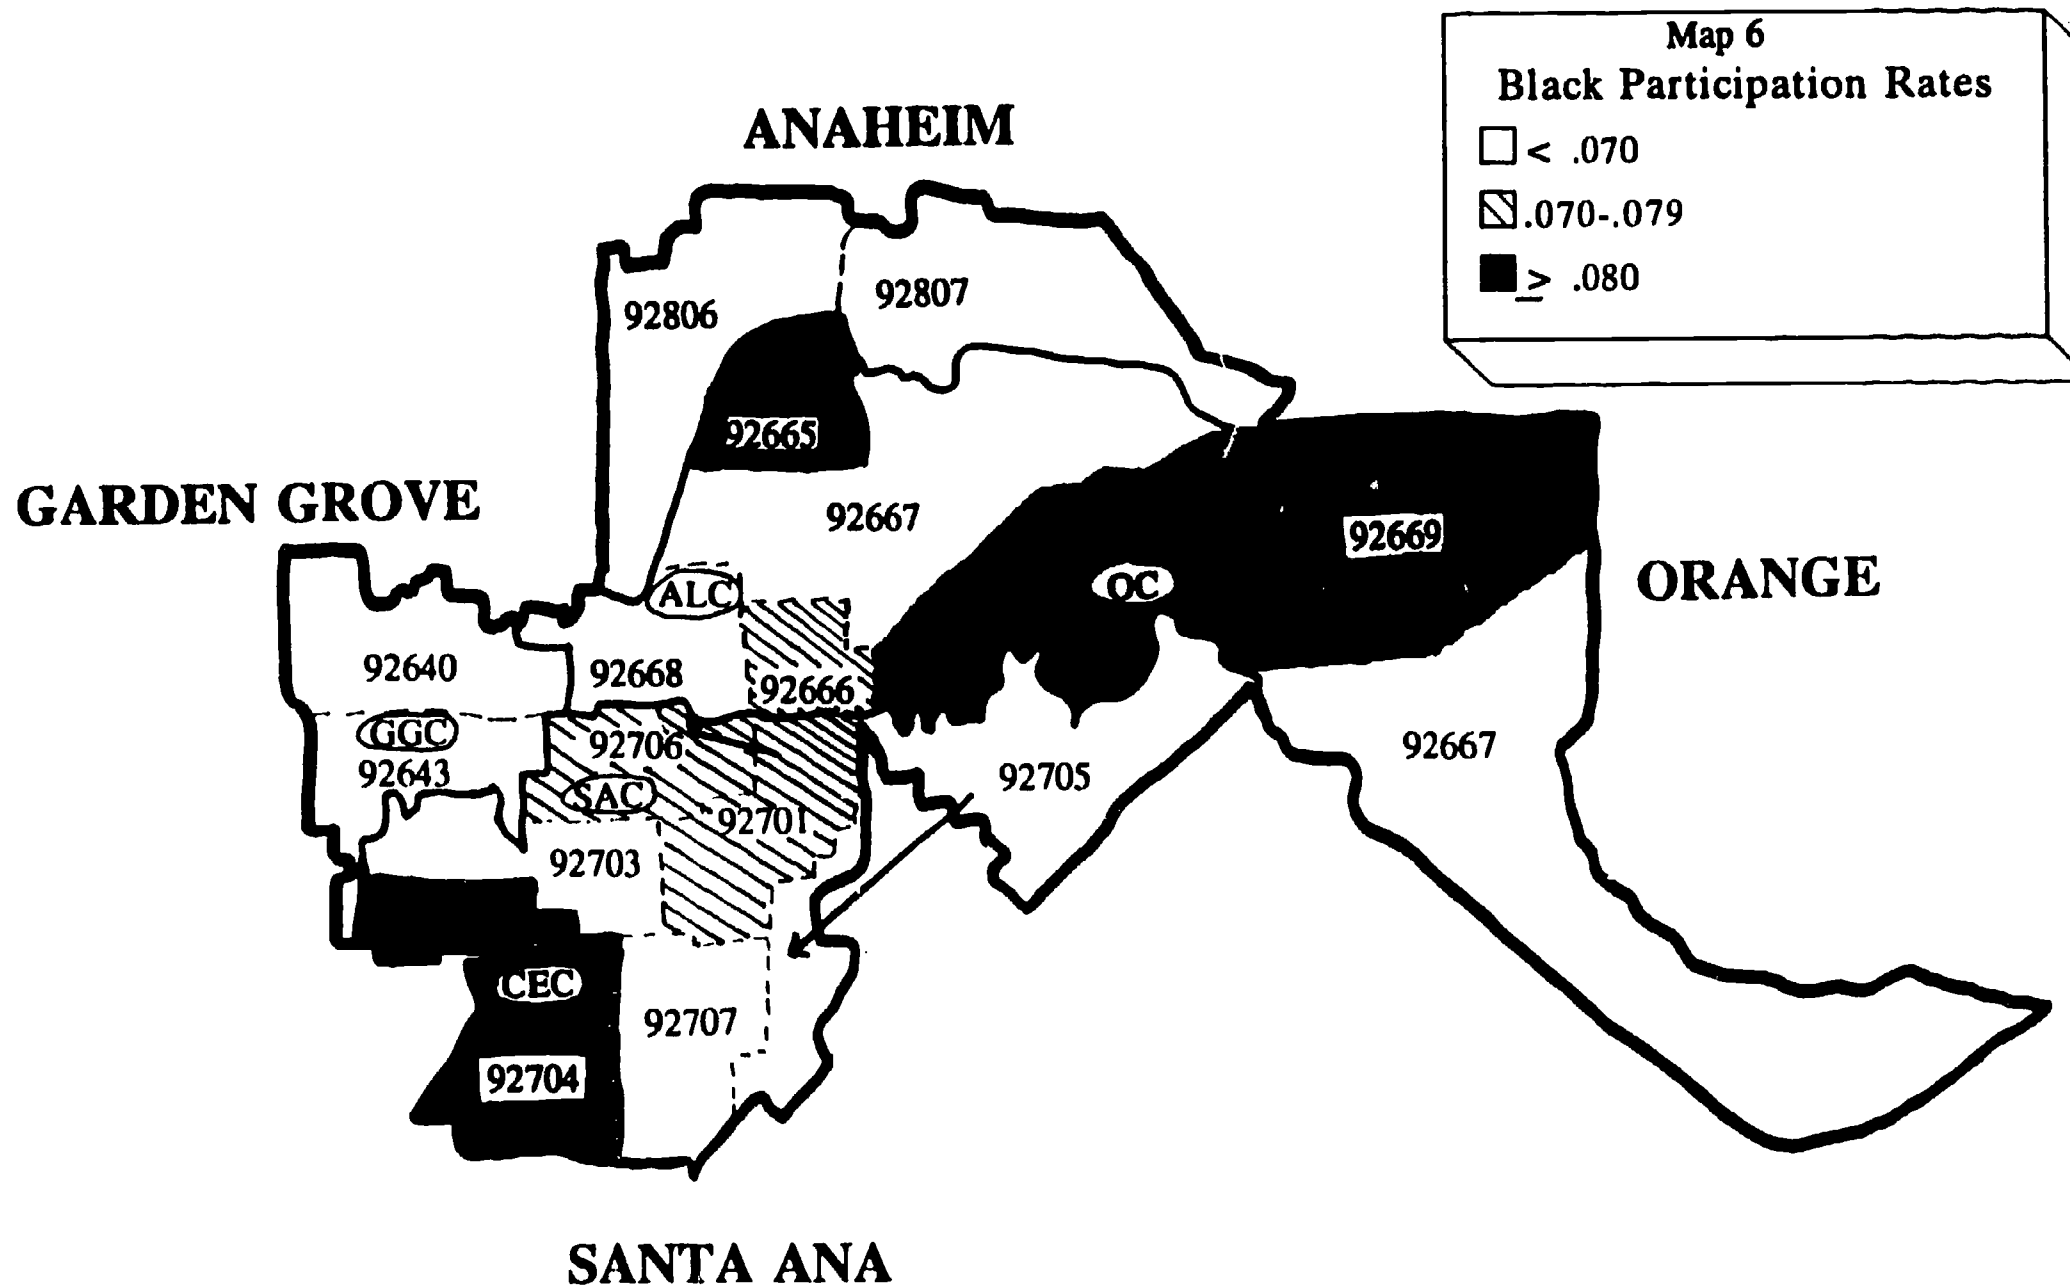 Map 6
Black Participation Rates
< .070
.070-.079
≥ .080
ANAHEIM
92806
92807
92665
GARDEN GROVE
92667
92669
ORANGE
ALC
OC
92640
92668
92666
GGC
92706
92667
92643
SAC
92705
92701
92703
CEC
92707
92704
SANTA ANA